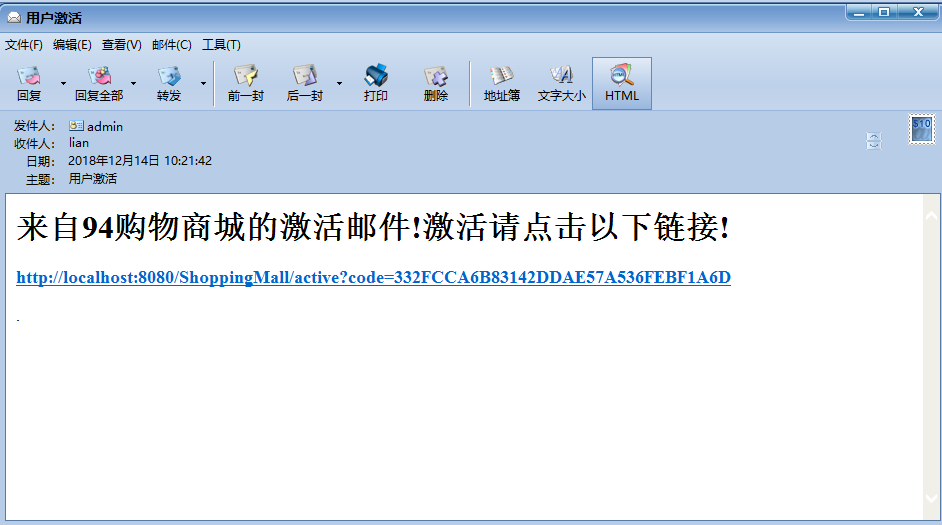 用户激活
文件(F) 编辑(E) 查看(V) 邮件(C) 工具(T)
回复 回复全部 转发 前一封 后一封 打印 删除 地址簿 文字大小 HTML
发件人: admin
收件人: lian
日期: 2018年12月14日 10:21:42
主题: 用户激活
$10
来自94购物商城的激活邮件!激活请点击以下链接!
http://localhost:8080/ShoppingMall/active?code=332FCCA6B83142DDAE57A536FEBF1A6D
.